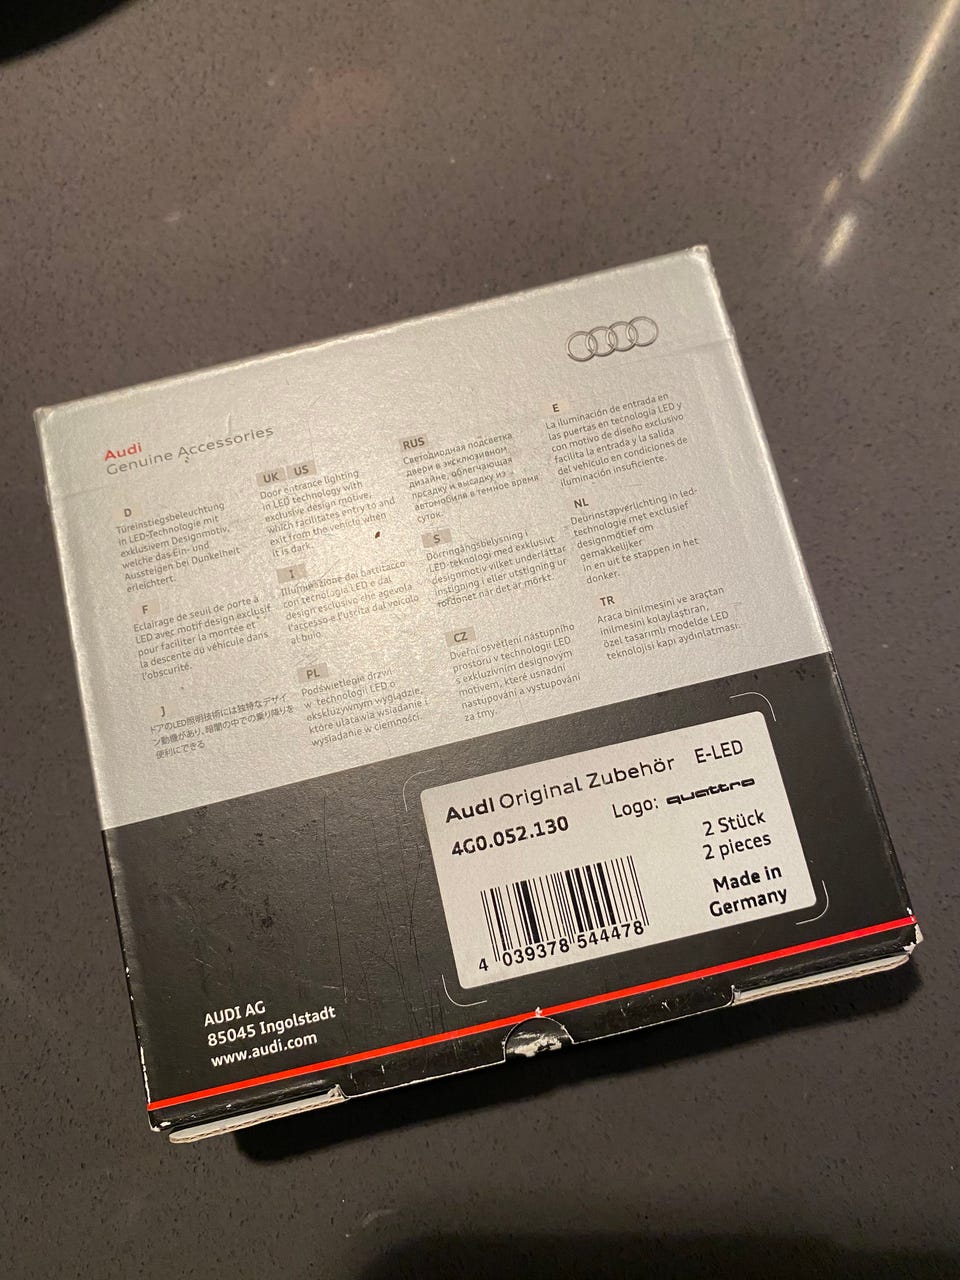 Audi
Genuine Accessories
D
Türeinstiegsbeleuchtung
in LED-Technologie mit
exklusivem Designmotiv,
welche das Ein- und
Aussteigen bei Dunkelheit
erleichtert.
UK US
Door entrance lighting
in LED technology with
exclusive design motive,
which facilitates entry to and
exit from the vehicle when
it is dark.
RUS
Светодиодная подсветка
двери в эксклюзивном
дизайне, облегчающая
посадку и высадку из
автомобиля в темное время
суток.
E
La iluminación de entrada en
las puertas en tecnología LED y
con motivo de diseño exclusivo
facilita la entrada y la salida
del vehículo en condiciones de
iluminación insuficiente.
F
Eclairage de seuil de porte à
LED avec motif design exclusif
pour faciliter la montée et
la descente du véhicule dans
l'obscurité.
I
Illuminazione del battitacco
con tecnologia LED e dal
design esclusivo che agevola
l'accesso e l'uscita dal veicolo
al buio.
S
Dörringångsbelysning i
LED-teknologi med exklusivt
designmotiv vilket underlättar
instigning i eller utstigning ur
fordonet när det är mörkt.
NL
Deurinstapverlichting in led-
technologie met exclusief
designmotief om
gemakkelijker
in en uit te stappen in het
donker.
J
ドアのLED照明技術には独特なデザイ
ン動機があり、暗闇の中での乗り降りを
便利にできる
PL
Podświetlenie drzwi
w technologii LED o
ekskluzywnym wyglądzie,
które ułatwia wsiadanie i
wysiadanie w ciemności.
CZ
Dveřní osvětlení nástupního
prostoru v technologii LED
s exkluzivním designovým
motivem, které usnadní
nastupování a vystupování
za tmy.
TR
Araca binilmesini ve araçtan
inilmesini kolaylaştıran,
özel tasarımlı modelde LED
teknolojisi kapı aydınlatması.
Audi Original Zubehör E-LED
4G0.052.130 Logo: quattro
2 Stück
2 pieces
Made in
Germany
4 039378 544478
AUDI AG
85045 Ingolstadt
www.audi.com